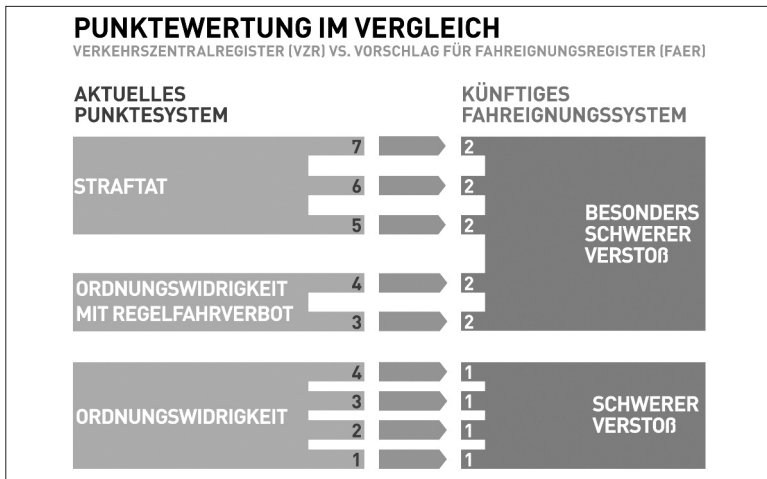 PUNKTEWERTUNG IM VERGLEICH
VERKEHRSZENTRALREGISTER (VZR) VS. VORSCHLAG FÜR FAHREIGNUNGSREGISTER (FAER)
AKTUELLES
PUNKTESYSTEM
KÜNFTIGES
FAHREIGNUNGSSYSTEM
STRAFTAT
7 2
6 2
5 2
ORDNUNGSWIDRIGKEIT
MIT REGELFAHRVERBOT
4 2
3 2
BESONDERS
SCHWERER
VERSTOß
ORDNUNGSWIDRIGKEIT
4 1
3 1
2 1
1 1
SCHWERER
VERSTOß